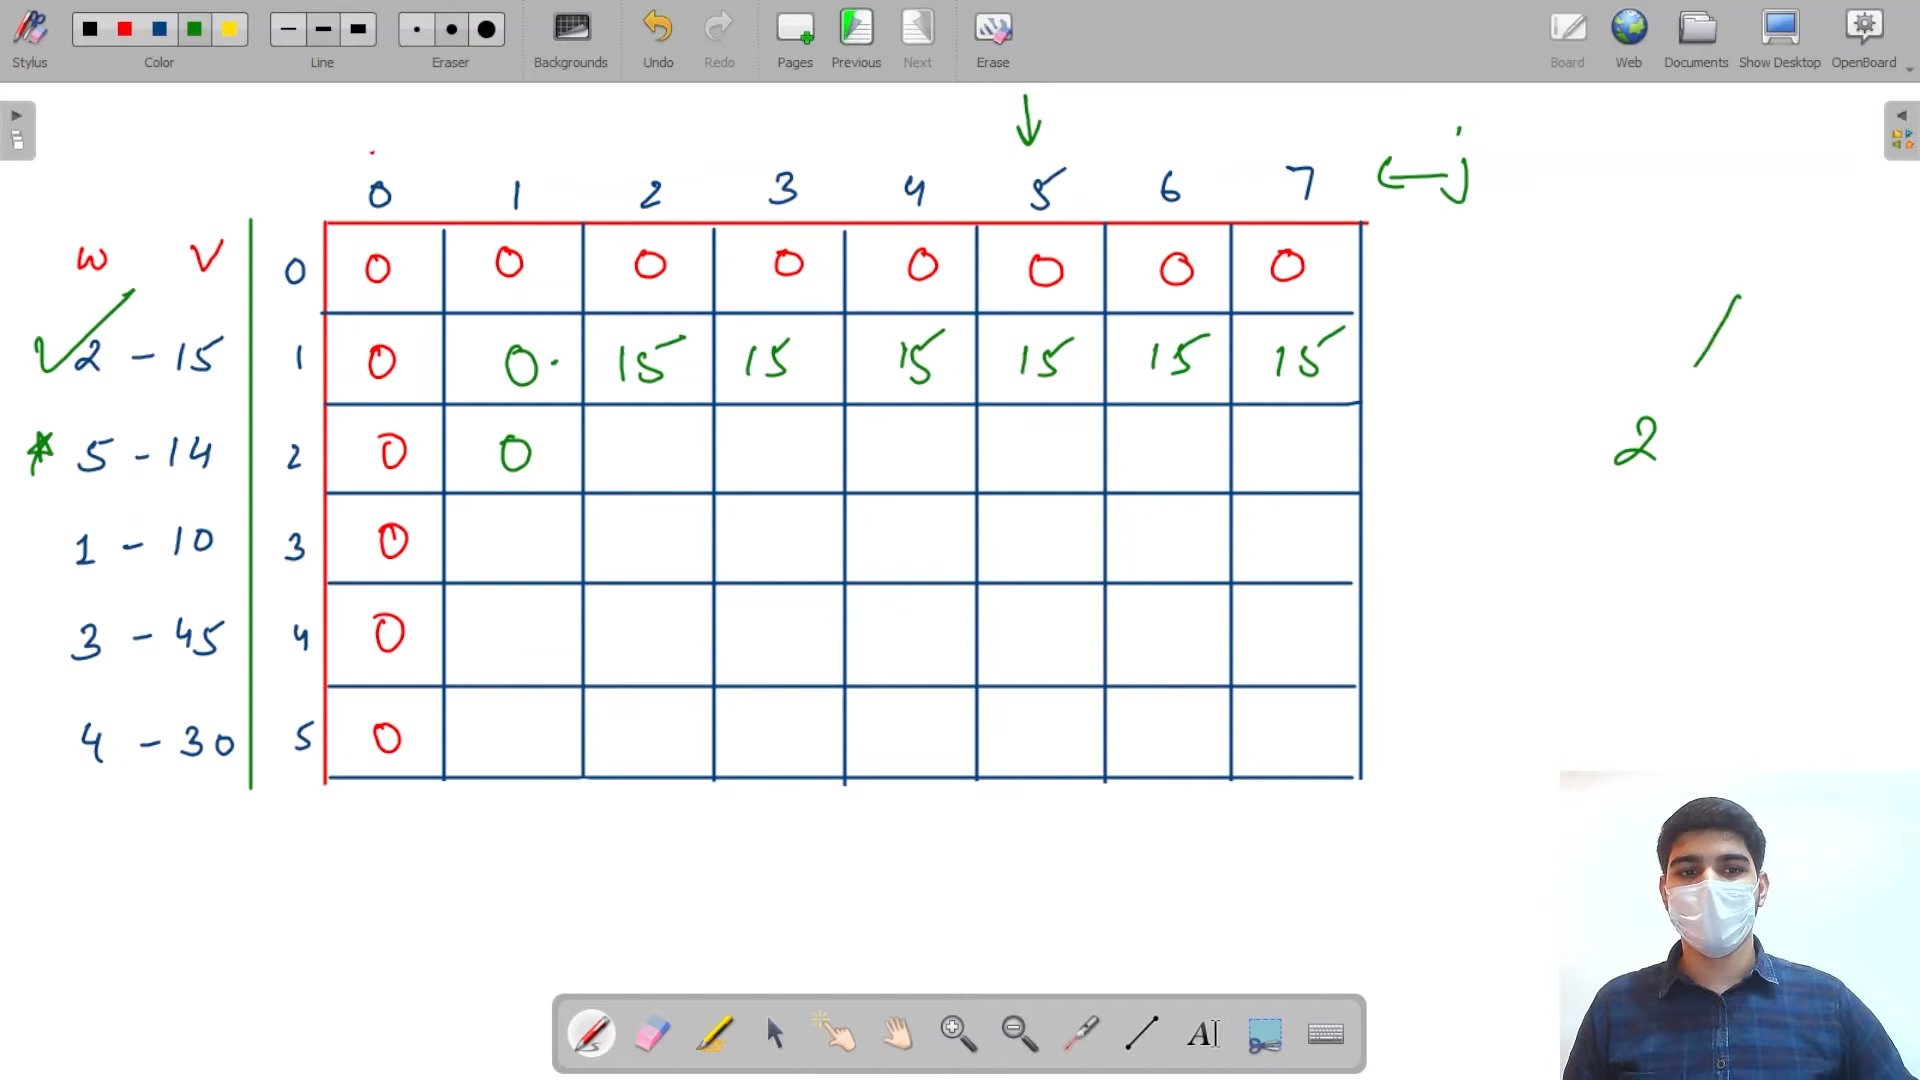 Stylus Color Line Eraser Backgrounds Undo Redo Pages Previous Next Erase Board Web Documents Show Desktop OpenBoard
0 1 2 3 4 5 6 7 ← j
w v 0 0 0 0 0 0 0 0 0
2 - 15 1 0 0 15 15 15 15 15 15
5 - 14 2 0 0 2
1 - 10 3 0
3 - 45 4 0
4 - 30 5 0